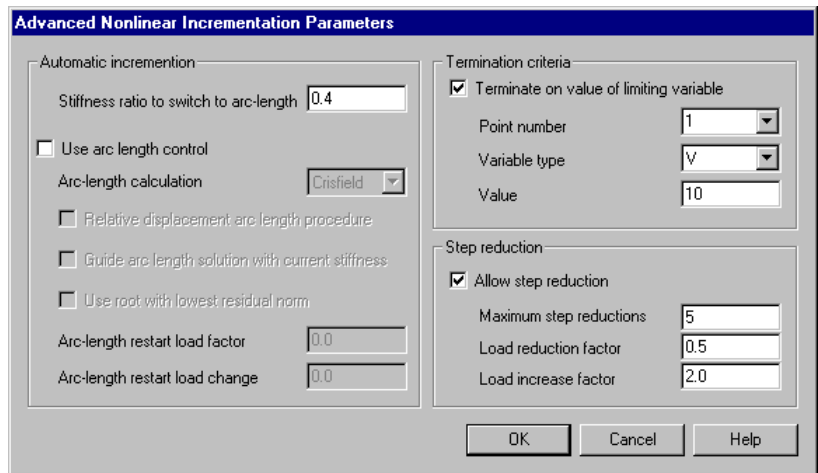 Advanced Nonlinear Incrementation Parameters
Automatic incremention
Stiffness ratio to switch to arc-length 0.4
Use arc length control
Arc-length calculation Crisfield
Relative displacement arc length procedure
Guide arc length solution with current stiffness
Use root with lowest residual norm
Arc-length restart load factor 0.0
Arc-length restart load change 0.0
Termination criteria
Terminate on value of limiting variable
Point number 1
Variable type V
Value 10
Step reduction
Allow step reduction
Maximum step reductions 5
Load reduction factor 0.5
Load increase factor 2.0
OK Cancel Help